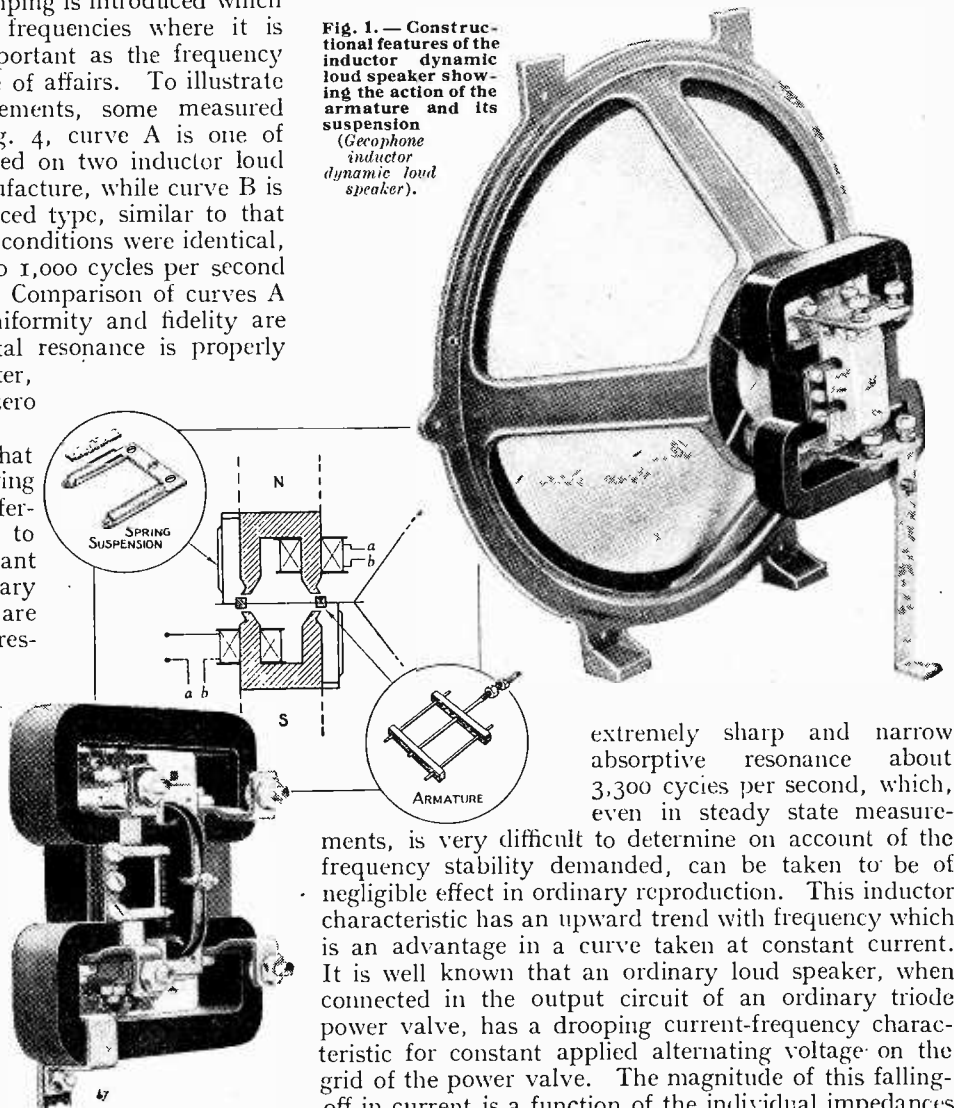 ping is introduced which
frequencies where it is
portant as the frequency
of affairs. To illustrate
ements, some measured
g. 4, curve A is one of
ed on two inductor loud
ufacture, while curve B is
ced type, similar to that
conditions were identical,
o 1,000 cycles per second
Comparison of curves A
niformity and fidelity are
tal resonance is properly
ter,
zero
hat
ving
fer-
to
ant
ary
are
res-
Fig. 1. — Construc-
tional features of the
inductor dynamic
loud speaker show-
ing the action of the
armature and its
suspension
(Gecophone
inductor
dynamic loud
speaker).
SPRING
SUSPENSION
N
a
b
a b
S
ARMATURE
extremely sharp and narrow
absorptive resonance about
3,300 cycles per second, which,
even in steady state measure-
ments, is very difficult to determine on account of the
frequency stability demanded, can be taken to be of
negligible effect in ordinary reproduction. This inductor
characteristic has an upward trend with frequency which
is an advantage in a curve taken at constant current.
It is well known that an ordinary loud speaker, when
connected in the output circuit of an ordinary triode
power valve, has a drooping current-frequency charac-
teristic for constant applied alternating voltage on the
grid of the power valve. The magnitude of this falling-
off in current is a function of the individual impedances